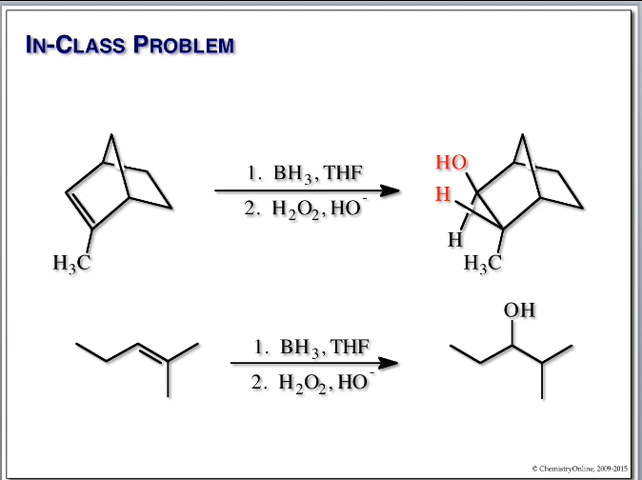 IN-CLASS PROBLEM
1. BH3, THF
2. H2O2, HO-
H3C
HO
H
H
H3C
1. BH3, THF
2. H2O2, HO-
OH
© ChemistryOnline, 2009-2015